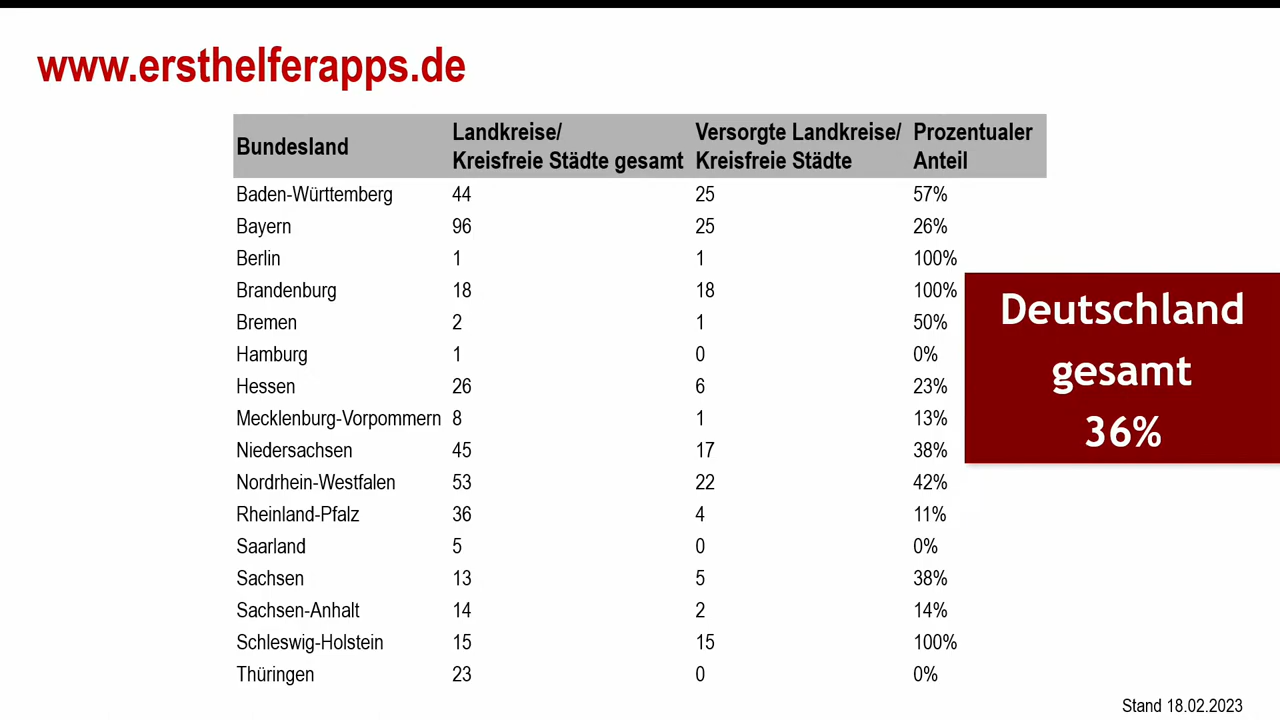 www.ersthelferapps.de
Bundesland
Landkreise/
Kreisfreie Städte gesamt
Versorgte Landkreise/
Kreisfreie Städte
Prozentualer
Anteil
Baden-Württemberg 44 25 57%
Bayern 96 25 26%
Berlin 1 1 100%
Brandenburg 18 18 100%
Bremen 2 1 50%
Hamburg 1 0 0%
Hessen 26 6 23%
Mecklenburg-Vorpommern 8 1 13%
Niedersachsen 45 17 38%
Nordrhein-Westfalen 53 22 42%
Rheinland-Pfalz 36 4 11%
Saarland 5 0 0%
Sachsen 13 5 38%
Sachsen-Anhalt 14 2 14%
Schleswig-Holstein 15 15 100%
Thüringen 23 0 0%
Deutschland
gesamt
36%
Stand 18.02.2023